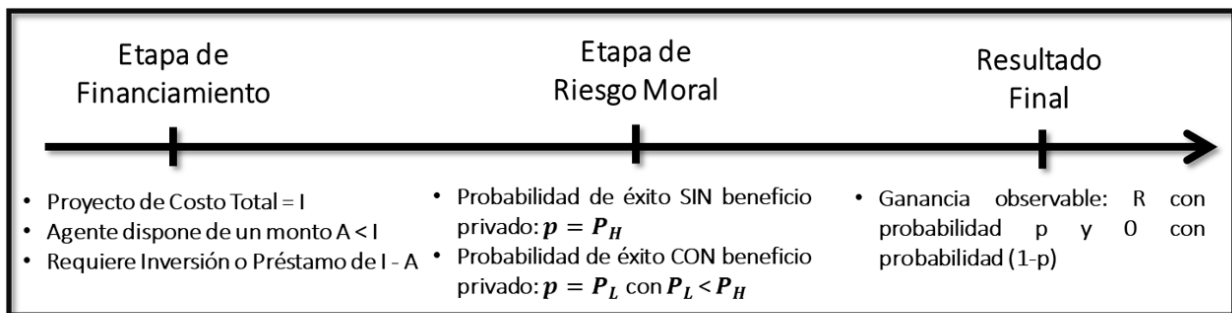 Etapa de
Financiamiento
Etapa de
Riesgo Moral
Resultado
Final
• Proyecto de Costo Total = I
• Agente dispone de un monto A < I
• Requiere Inversión o Préstamo de I - A
• Probabilidad de éxito SIN beneficio
privado: p = P_H
• Probabilidad de éxito CON beneficio
privado: p = P_L con P_L < P_H
• Ganancia observable: R con
probabilidad p y 0 con
probabilidad (1-p)